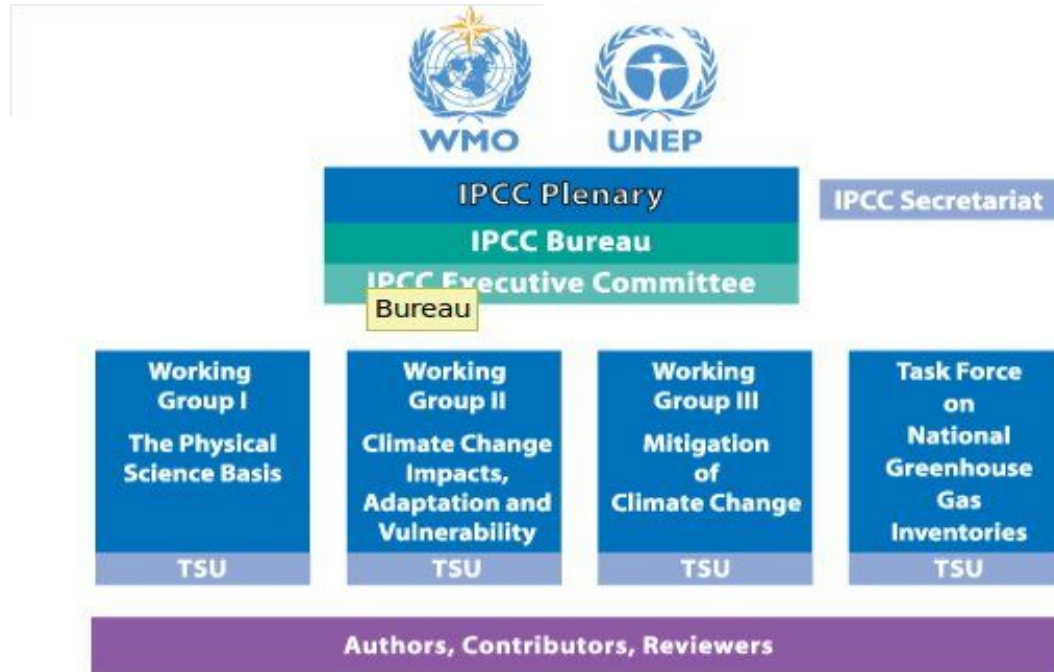 WMO
UNEP
IPCC Plenary
IPCC Secretariat
IPCC Bureau
IPCC Executive Committee
Bureau
Working
Group I
The Physical
Science Basis
TSU
Working
Group II
Climate Change
Impacts,
Adaptation and
Vulnerability
TSU
Working
Group III
Mitigation
of
Climate Change
TSU
Task Force
on
National
Greenhouse
Gas
Inventories
TSU
Authors, Contributors, Reviewers